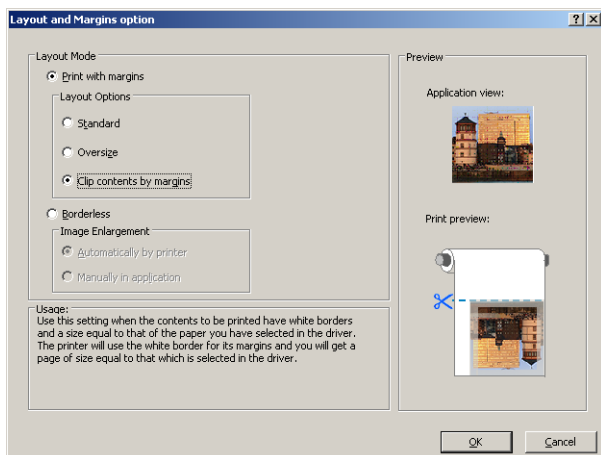 Layout and Margins option
Layout Mode
Print with margins
Layout Options
Standard
Oversize
Clip contents by margins
Borderless
Image Enlargement
Automatically by printer
Manually in application
Usage:
Use this setting when the contents to be printed have white borders
and a size equal to that of the paper you have selected in the driver.
The printer will use the white border for its margins and you will get a
page of size equal to that which is selected in the driver.
Preview
Application view:
Print preview:
OK
Cancel